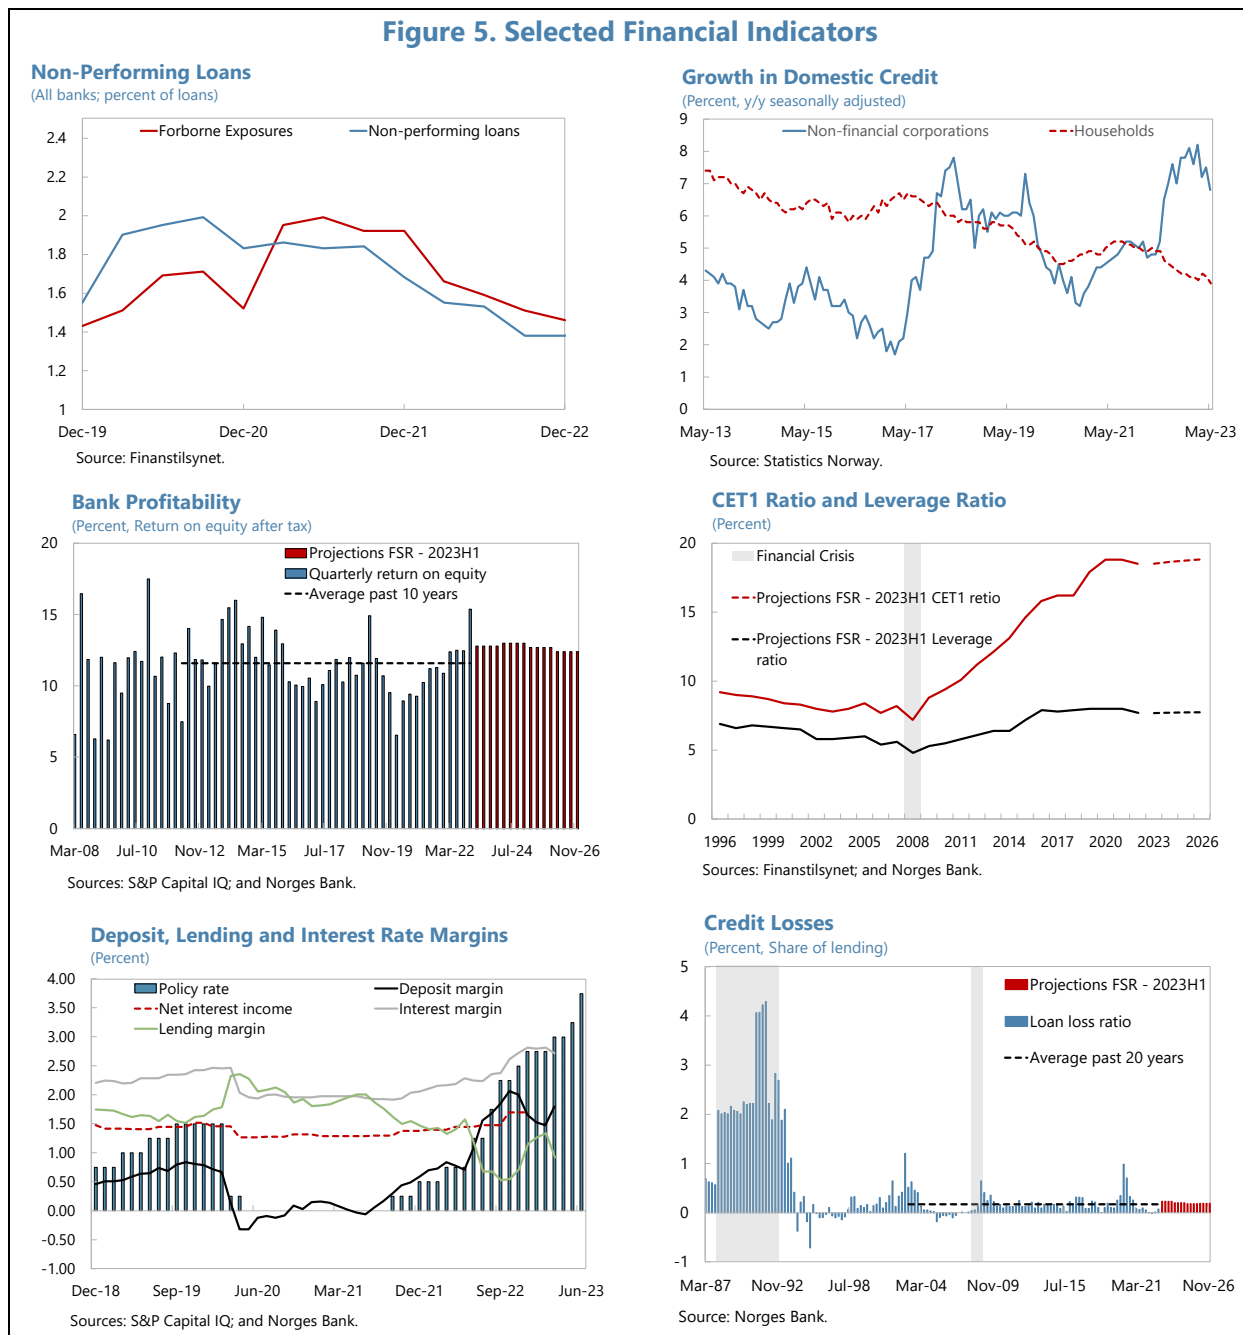 Figure 5. Selected Financial Indicators
Non-Performing Loans
(All banks; percent of loans)
Forborne Exposures
Non-performing loans
2.4
2.2
2
1.8
1.6
1.4
1.2
1
Dec-19
Dec-20
Dec-21
Dec-22
Source: Finanstilsynet.
Growth in Domestic Credit
(Percent, y/y seasonally adjusted)
Non-financial corporations
Households
9
8
7
6
5
4
3
2
1
0
May-13
May-15
May-17
May-19
May-21
May-23
Source: Statistics Norway.
Bank Profitability
(Percent, Return on equity after tax)
Projections FSR - 2023H1
Quarterly return on equity
Average past 10 years
20
15
10
5
0
Mar-08
Jul-10
Nov-12
Mar-15
Jul-17
Nov-19
Mar-22
Jul-24
Nov-26
Sources: S&P Capital IQ; and Norges Bank.
CET1 Ratio and Leverage Ratio
(Percent)
Financial Crisis
Projections FSR - 2023H1 CET1 ratio
Projections FSR - 2023H1 Leverage
ratio
20
15
10
5
0
1996
1999
2002
2005
2008
2011
2014
2017
2020
2023
2026
Sources: Finanstilsynet; and Norges Bank.
Deposit, Lending and Interest Rate Margins
(Percent)
Policy rate
Deposit margin
Net interest income
Interest margin
Lending margin
4.00
3.50
3.00
2.50
2.00
1.50
1.00
0.50
0.00
-0.50
-1.00
Dec-18
Sep-19
Jun-20
Mar-21
Dec-21
Sep-22
Jun-23
Sources: S&P Capital IQ; and Norges Bank.
Credit Losses
(Percent, Share of lending)
Projections FSR - 2023H1
Loan loss ratio
Average past 20 years
5
4
3
2
1
0
-1
Mar-87
Nov-92
Jul-98
Mar-04
Nov-09
Jul-15
Mar-21
Nov-26
Source: Norges Bank.